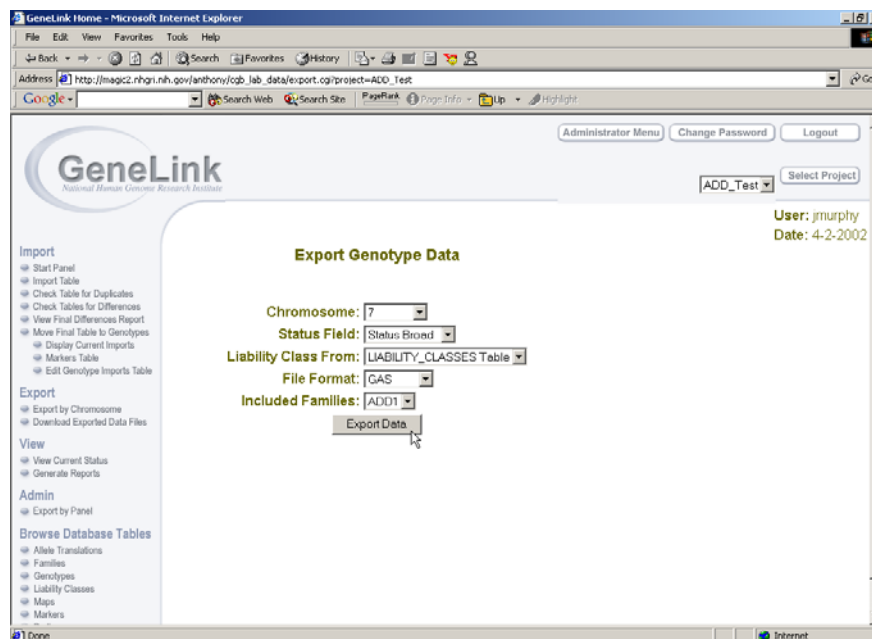 GeneLink Home - Microsoft Internet Explorer
File Edit View Favorites Tools Help
Back Search Favorites History
Address http://magic2.nhgri.nih.gov/anthony/cgb_lab_data/export.cgi?project=ADD_Test Go
Google Search Web Search Site PageRank Page Info Up Highlight
Administrator Menu Change Password Logout
GeneLink
National Human Genome Research Institute
ADD_Test Select Project
User: jmurphy
Date: 4-2-2002
Import
Start Panel
Import Table
Check Table for Duplicates
Check Tables for Differences
View Final Differences Report
Move Final Table to Genotypes
Display Current Imports
Markers Table
Edit Genotype Imports Table
Export
Export by Chromosome
Download Exported Data Files
View
View Current Status
Generate Reports
Admin
Export by Panel
Browse Database Tables
Allele Translations
Families
Genotypes
Liability Classes
Maps
Markers
Export Genotype Data
Chromosome: 7
Status Field: Status Broad
Liability Class From: LIABILITY_CLASSES Table
File Format: GAS
Included Families: ADD1
Export Data
Done Internet